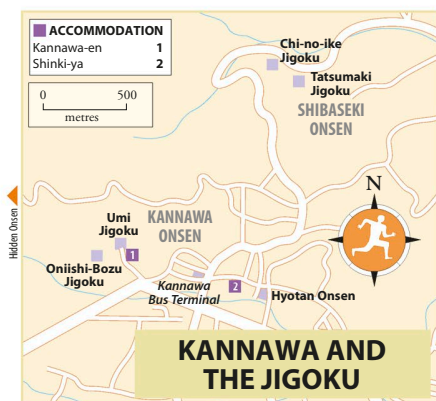 ACCOMMODATION
Kannawa-en 1
Shinki-ya 2
0 500
metres
Chi-no-ike
Jigoku
Tatsumaki
Jigoku
SHIBASEKI
ONSEN
Hidden Onsen
N
Umi
Jigoku
KANNAWA
ONSEN
1
Oniishi-Bozu
Jigoku
Kannawa
Bus Terminal
2
Hyotan Onsen
KANNAWA AND
THE JIGOKU